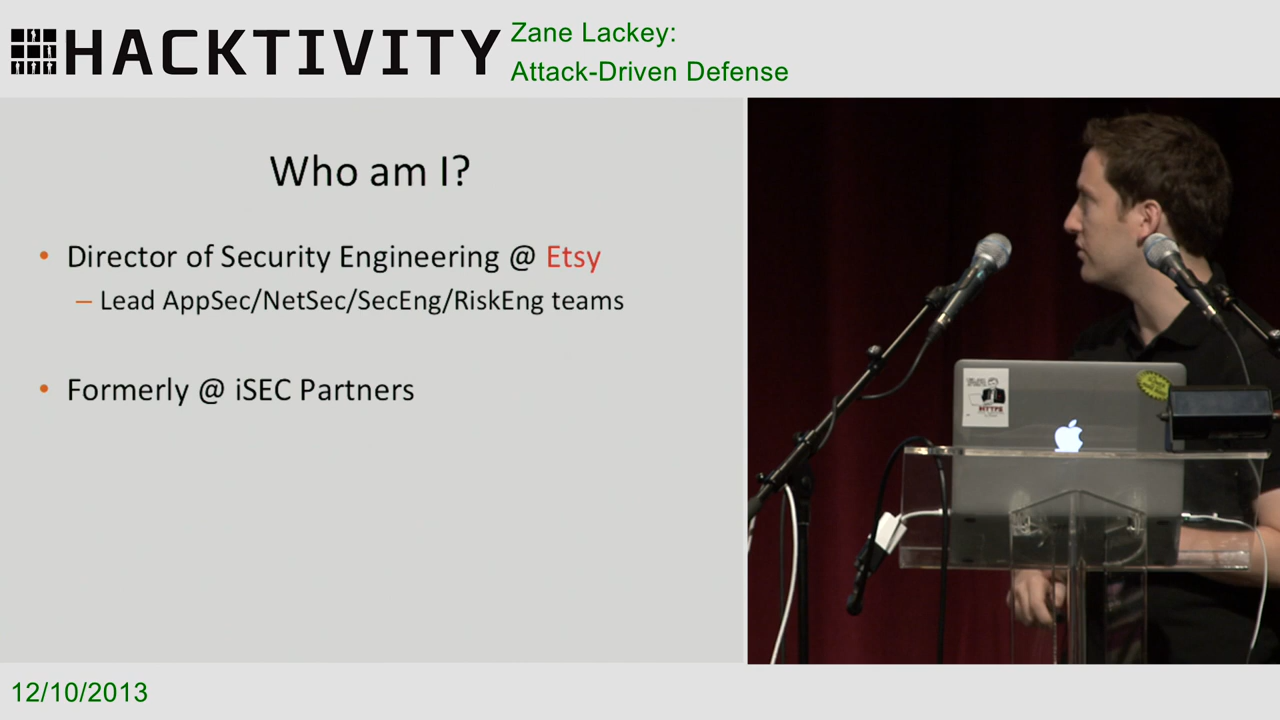 HACKTIVITY
Zane Lackey:
Attack-Driven Defense
Who am I?
• Director of Security Engineering @ Etsy
– Lead AppSec/NetSec/SecEng/RiskEng teams
• Formerly @ iSEC Partners
HTTPS
12/10/2013